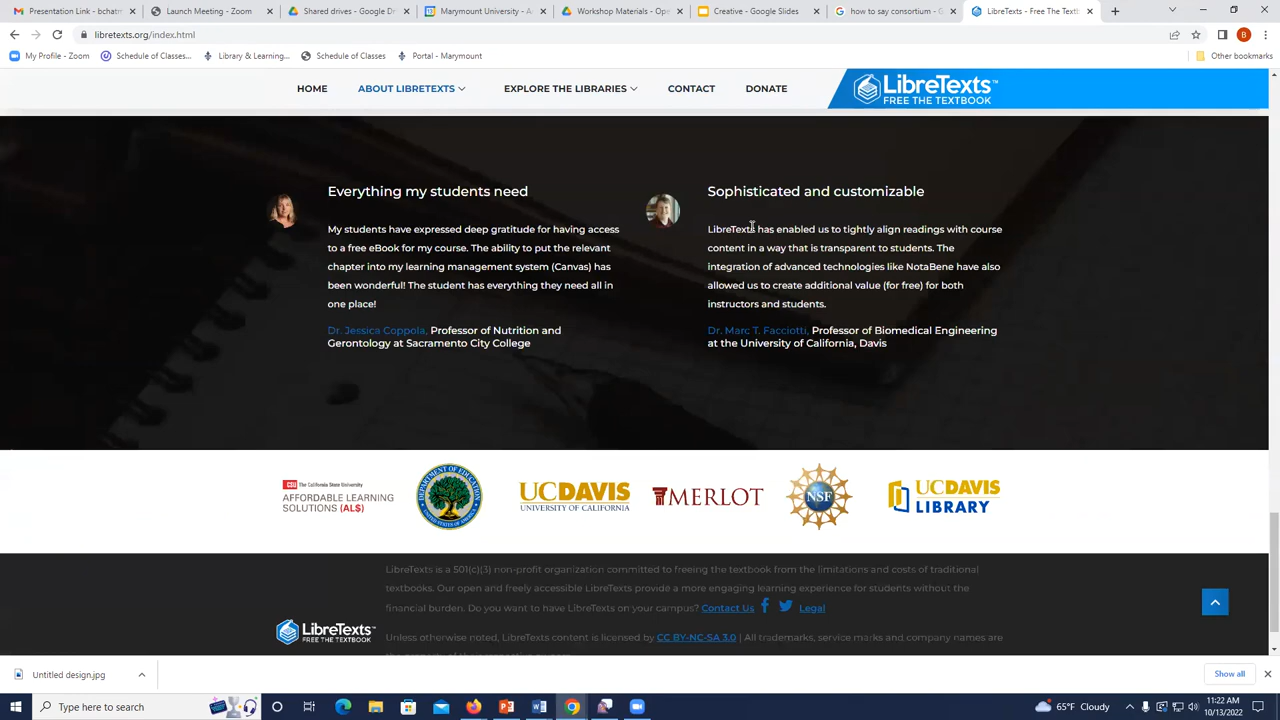 Presentation Link - bchatm
Launch Meeting - Zoom
Shared drives - Google Dr
Marymount University - A
Workshop Materials - Ope
Creative - Google Slides
how to say consortium - G
LibreTexts - Free The Text
libretexts.org/index.html
B
My Profile - Zoom
Schedule of Classes...
Library & Learning...
Schedule of Classes
Portal - Marymount
Other bookmarks
HOME
ABOUT LIBRETEXTS
EXPLORE THE LIBRARIES
CONTACT
DONATE
LibreTexts™
FREE THE TEXTBOOK
Everything my students need
My students have expressed deep gratitude for having access
to a free eBook for my course. The ability to put the relevant
chapter into my learning management system (Canvas) has
been wonderful! The student has everything they need all in
one place!
Dr. Jessica Coppola, Professor of Nutrition and
Gerontology at Sacramento City College
Sophisticated and customizable
LibreTexts has enabled us to tightly align readings with course
content in a way that is transparent to students. The
integration of advanced technologies like NotaBene have also
allowed us to create additional value (for free) for both
instructors and students.
Dr. Marc T. Facciotti, Professor of Biomedical Engineering
at the University of California, Davis
CSU The California State University
AFFORDABLE LEARNING
SOLUTIONS (AL$)
DEPARTMENT OF EDUCATION
UNITED STATES OF AMERICA
UCDAVIS
UNIVERSITY OF CALIFORNIA
MERLOT
NSF
UCDAVIS
LIBRARY
LibreTexts is a 501(c)(3) non-profit organization committed to freeing the textbook from the limitations and costs of traditional
textbooks. Our open and freely accessible LibreTexts provide a more engaging learning experience for students without the
financial burden. Do you want to have LibreTexts on your campus? Contact Us Legal
LibreTexts™
FREE THE TEXTBOOK
Unless otherwise noted, LibreTexts content is licensed by CC BY-NC-SA 3.0 | All trademarks, service marks and company names are
Untitled design.jpg
Show all
Type here to search
65°F Cloudy
11:22 AM
10/13/2022